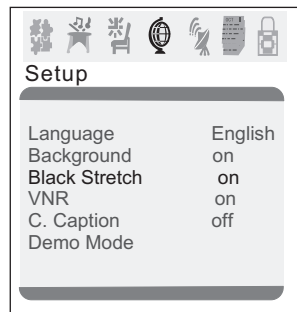 Setup
Language English
Background on
Black Stretch on
VNR on
C. Caption off
Demo Mode